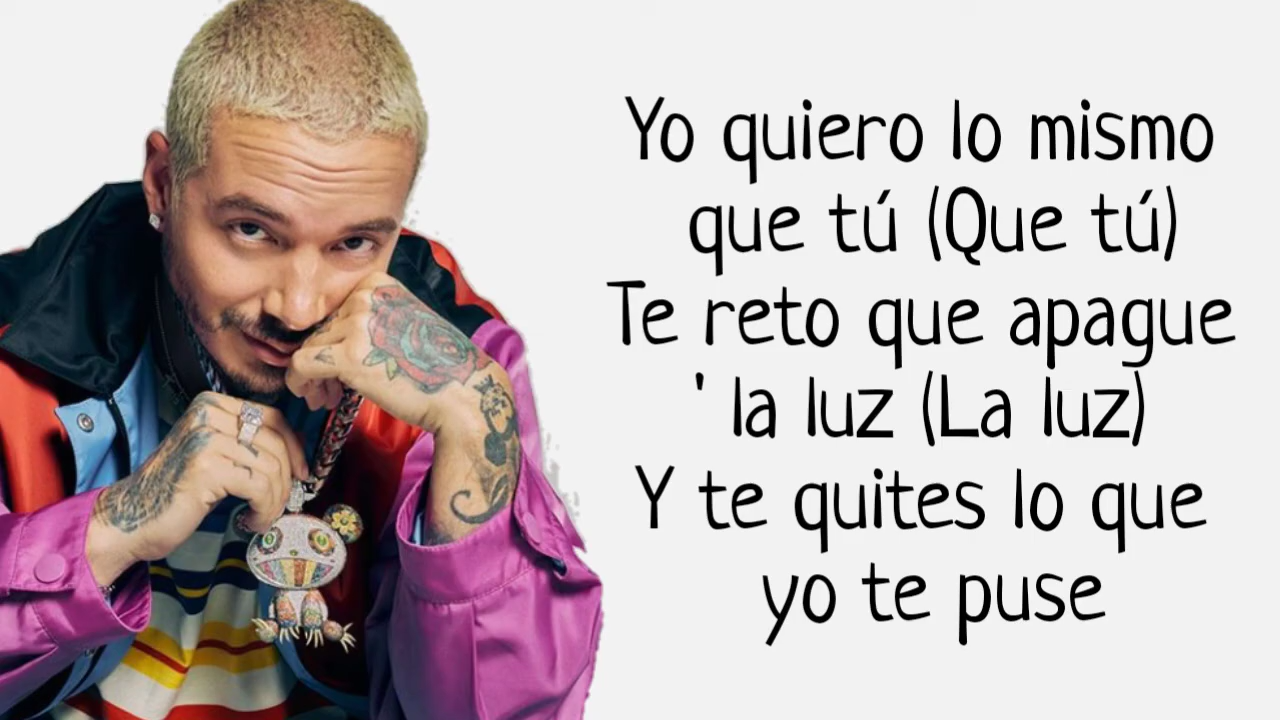 Yo quiero lo mismo
que tú (Que tú)
Te reto que apague
' la luz (La luz)
Y te quites lo que
yo te puse